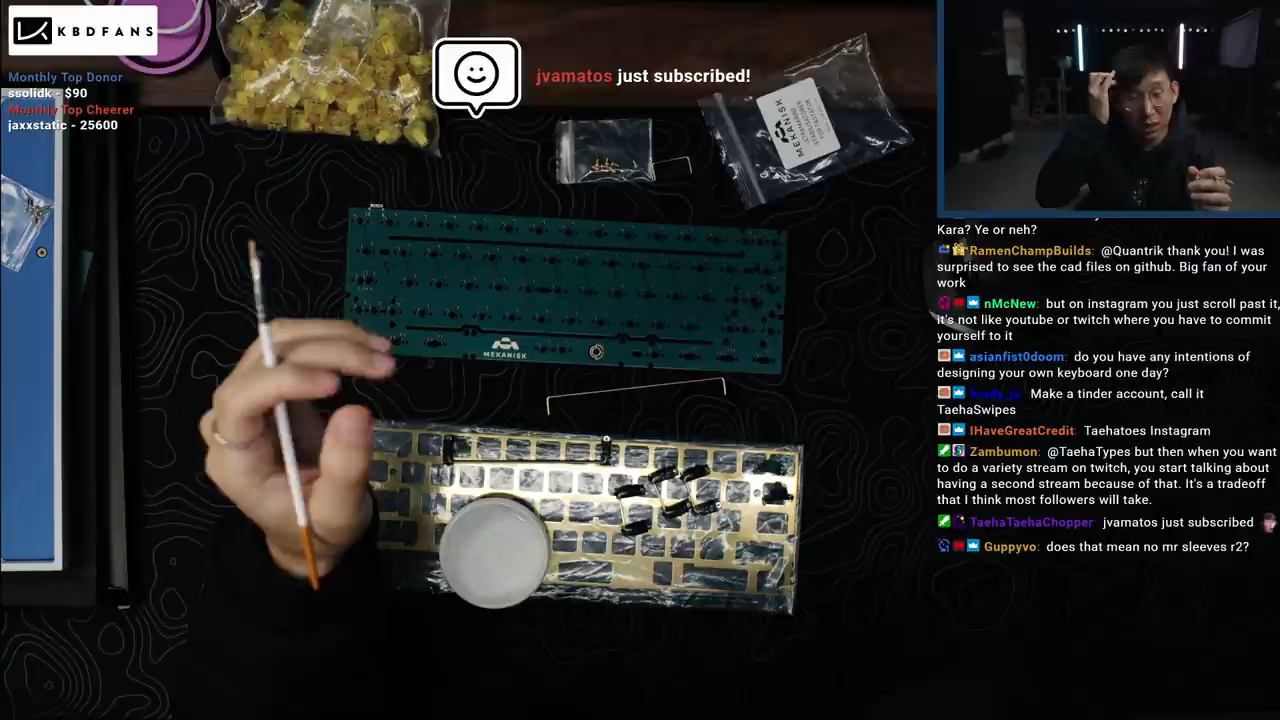 KBDFANS
Monthly Top Donor
ssolidk - $90
Monthly Top Cheerer
jaxxstatic - 25600
jvamatos just subscribed!
MEKANISK
MEKANISK
Kara? Ye or neh?
RamenChampBuilds: @Quantrik thank you! I was
surprised to see the cad files on github. Big fan of your
work
nMcNew: but on instagram you just scroll past it
it's not like youtube or twitch where you have to commit
yourself to it
asianfist0doom: do you have any intentions of
designing your own keyboard one day?
Make a tinder account, call it
TaehaSwipes
IHaveGreatCredit: Taehatoes Instagram
Zambumon: @TaehaTypes but then when you want
to do a variety stream on twitch, you start talking about
having a second stream because of that. It's a tradeoff
that I think most followers will take.
TaehaTaehaChopper jvamatos just subscribed
Guppyvo: does that mean no mr sleeves r2?